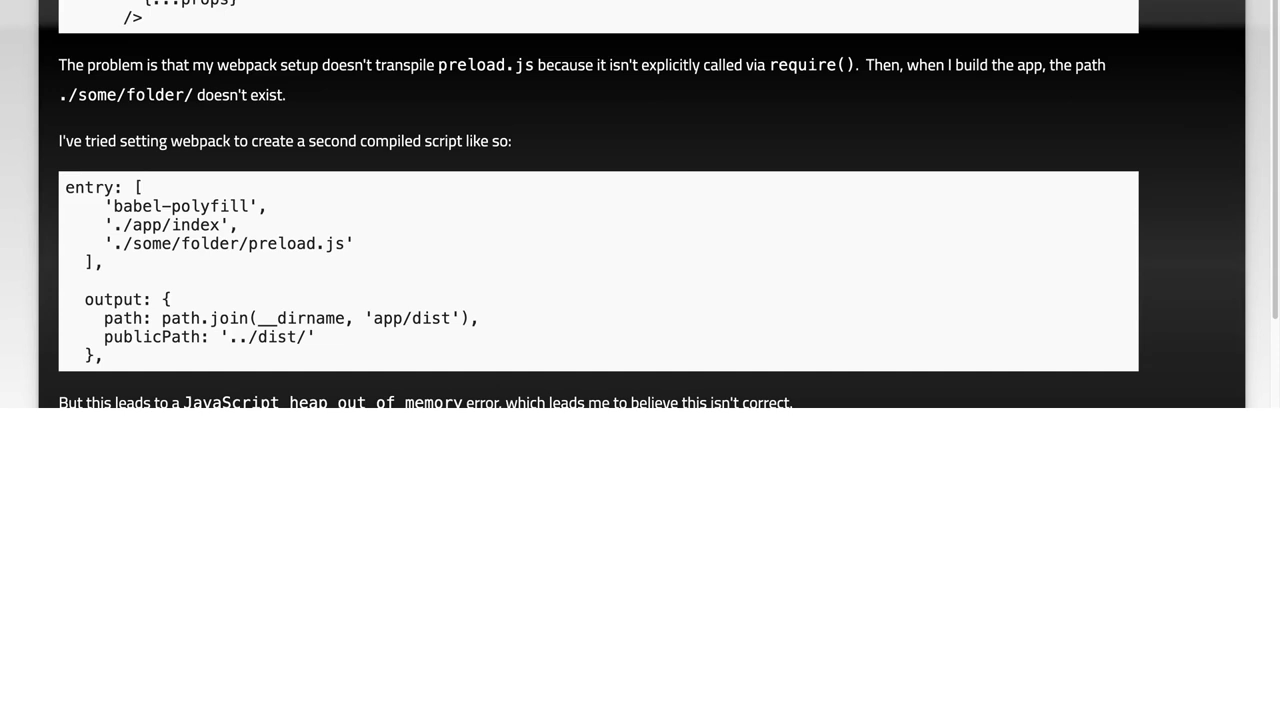 {...props}
/>
The problem is that my webpack setup doesn't transpile preload.js because it isn't explicitly called via require(). Then, when I build the app, the path
./some/folder/ doesn't exist.
I've tried setting webpack to create a second compiled script like so:
entry: [
    'babel-polyfill',
    './app/index',
    './some/folder/preload.js'
  ],
  output: {
    path: path.join(__dirname, 'app/dist'),
    publicPath: '../dist/'
  },
But this leads to a JavaScript heap out of memory error, which leads me to believe this isn't correct.